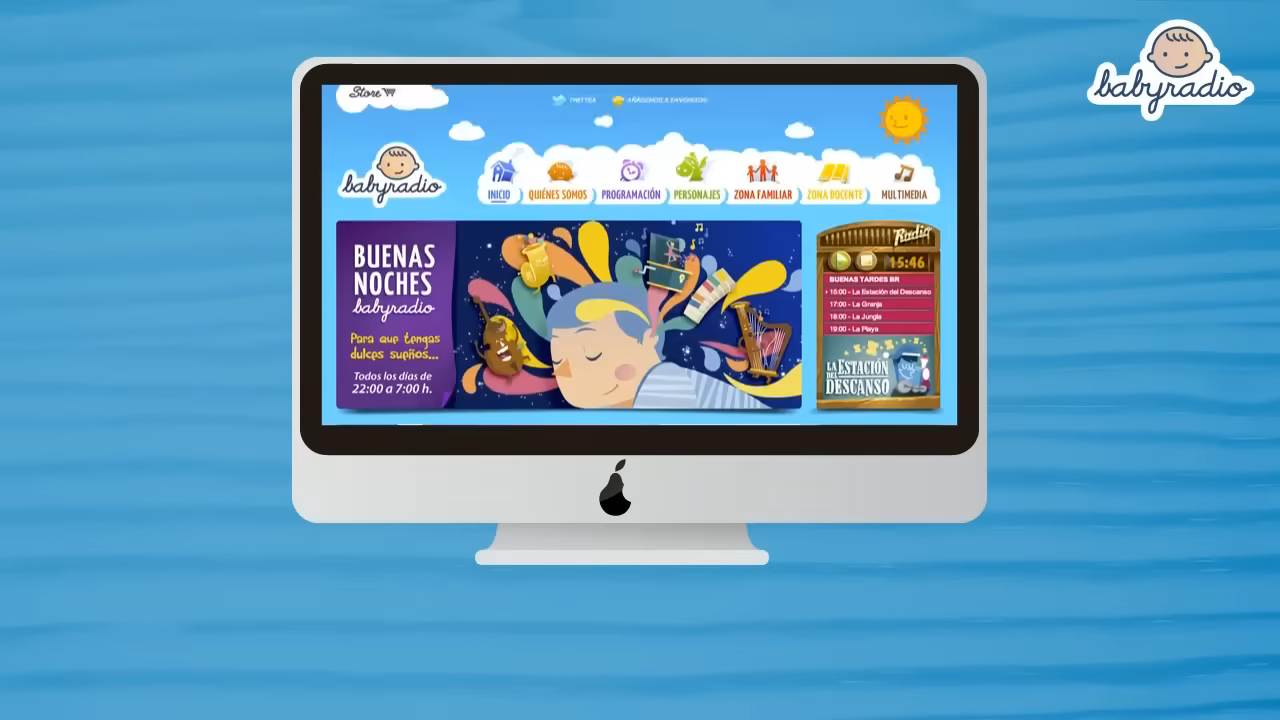 babyradio
Store
TWITTER
AÑÁDENOS A FAVORITOS
babyradio
INICIO
QUIÉNES SOMOS
PROGRAMACIÓN
PERSONAJES
ZONA FAMILIAR
ZONA DOCENTE
MULTIMEDIA
BUENAS
NOCHES
babyradio
Para que tengas
dulces sueños...
Todos los días de
22:00 a 7:00 h.
Radio
15:46
BUENAS TARDES BR
15:00 - La Estación del Descanso
17:00 - La Granja
18:00 - La Jungla
19:00 - La Playa
LA ESTACIÓN
DEL DESCANSO